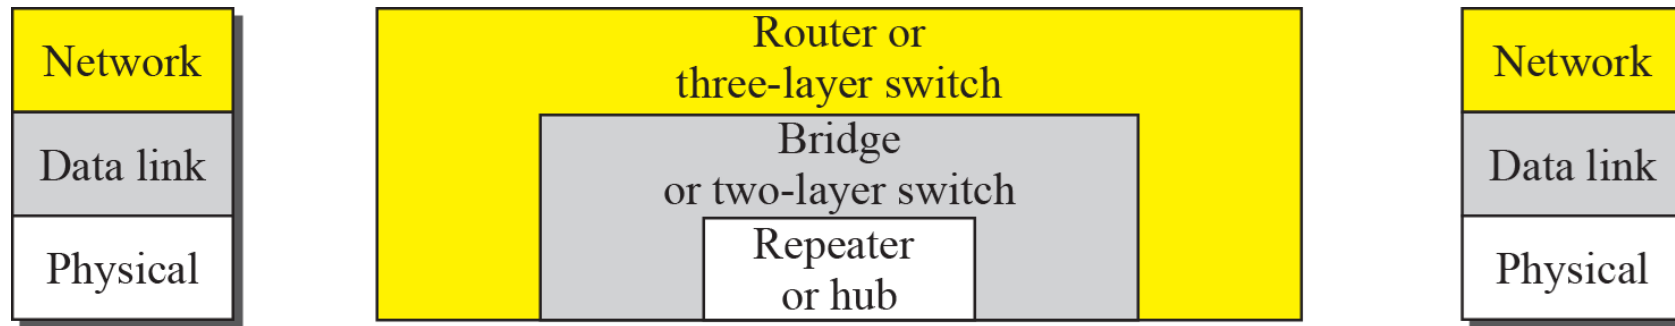 Network
Data link
Physical
Router or
three-layer switch
Bridge
or two-layer switch
Repeater
or hub
Network
Data link
Physical